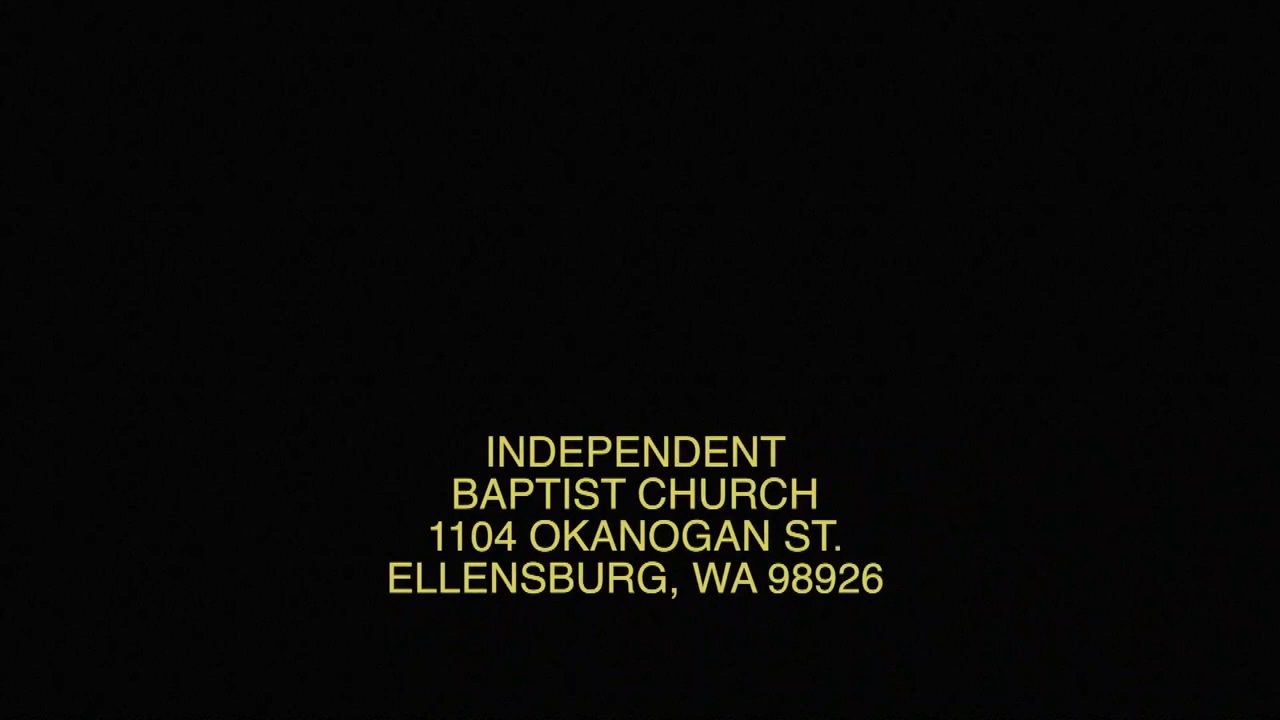 INDEPENDENT
BAPTIST CHURCH
1104 OKANOGAN ST.
ELLENSBURG, WA 98926